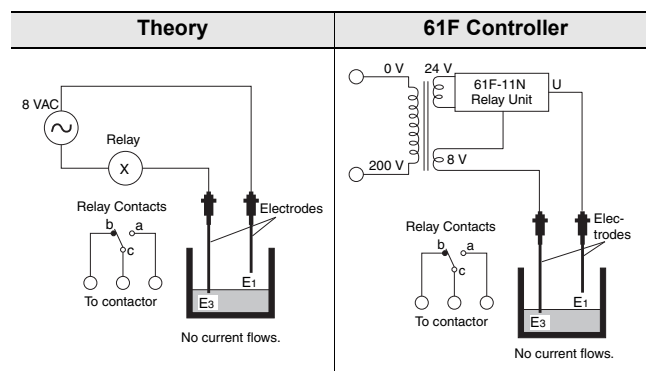 Theory
8 VAC
Relay
X
Relay Contacts
b a
c
Electrodes
E1
E3
To contactor
No current flows.
61F Controller
0 V 24 V
61F-11N
Relay Unit
U
200 V
8 V
Relay Contacts
b a
c
Elec-
trodes
E1
E3
To contactor
No current flows.